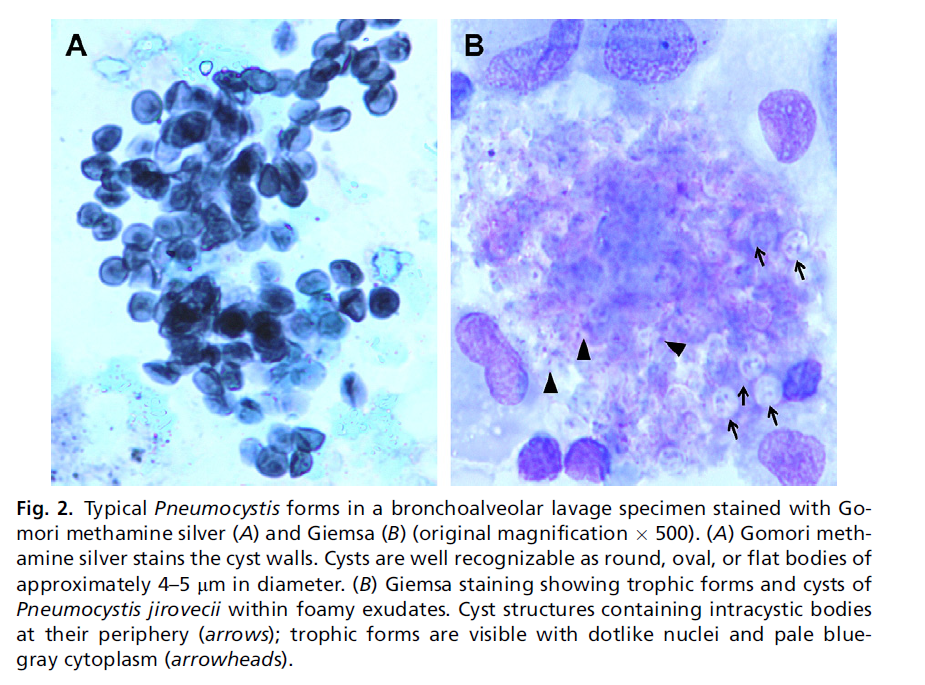 A
B
Fig. 2. Typical Pneumocystis forms in a bronchoalveolar lavage specimen stained with Go-
mori methamine silver (A) and Giemsa (B) (original magnification × 500). (A) Gomori meth-
amine silver stains the cyst walls. Cysts are well recognizable as round, oval, or flat bodies of
approximately 4–5 μm in diameter. (B) Giemsa staining showing trophic forms and cysts of
Pneumocystis jirovecii within foamy exudates. Cyst structures containing intracystic bodies
at their periphery (arrows); trophic forms are visible with dotlike nuclei and pale blue-
gray cytoplasm (arrowheads).